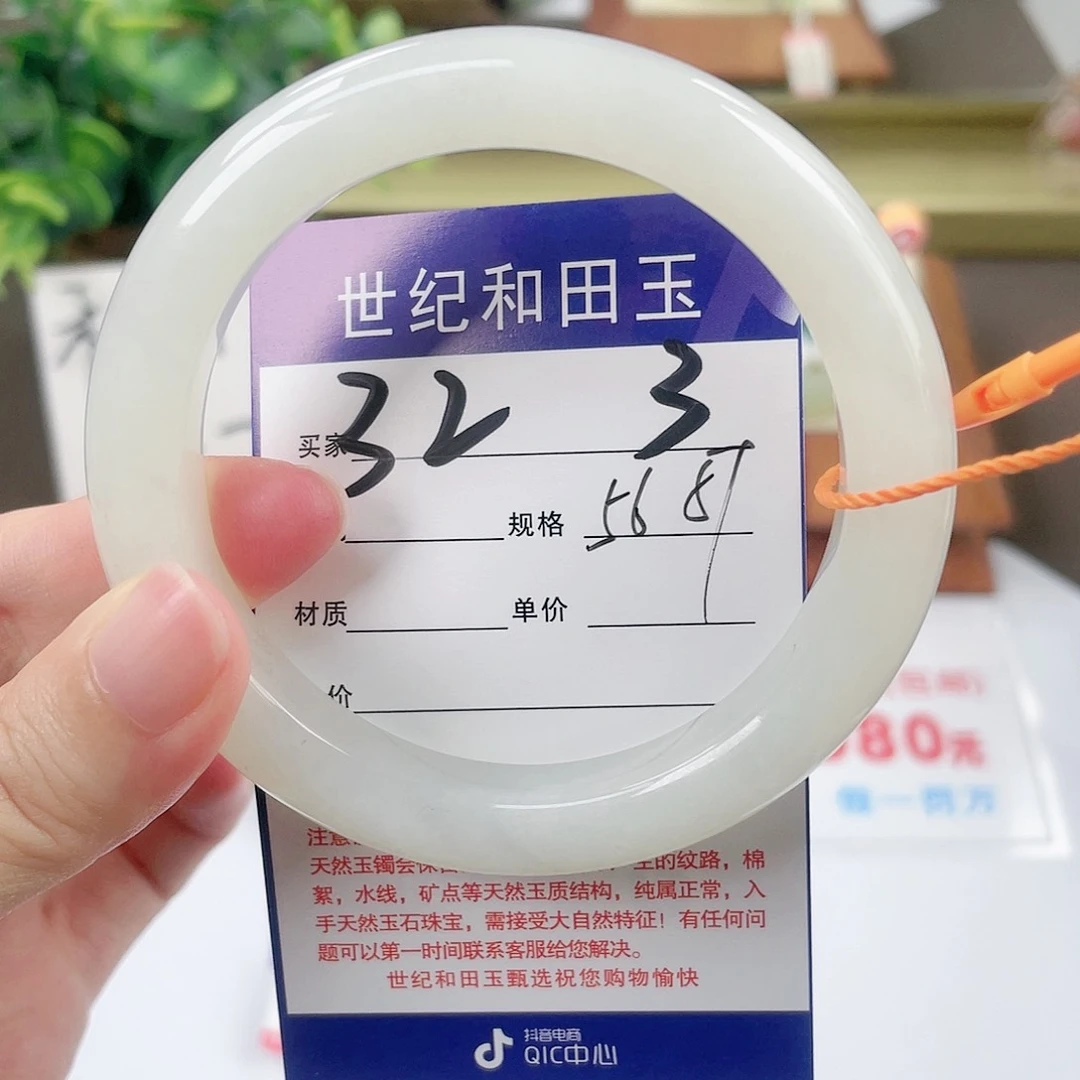 世纪和田玉
买家 32 3
规格 568
材质 单价
价
注意
天然玉镯会保 生的纹路，棉
絮，水线，矿点等天然玉质结构，纯属正常，入
手天然玉石珠宝，需接受大自然特征！有任何问
题可以第一时间联系客服给您解决。
世纪和田玉甄选祝您购物愉快
抖音电商
QIC中心
80元